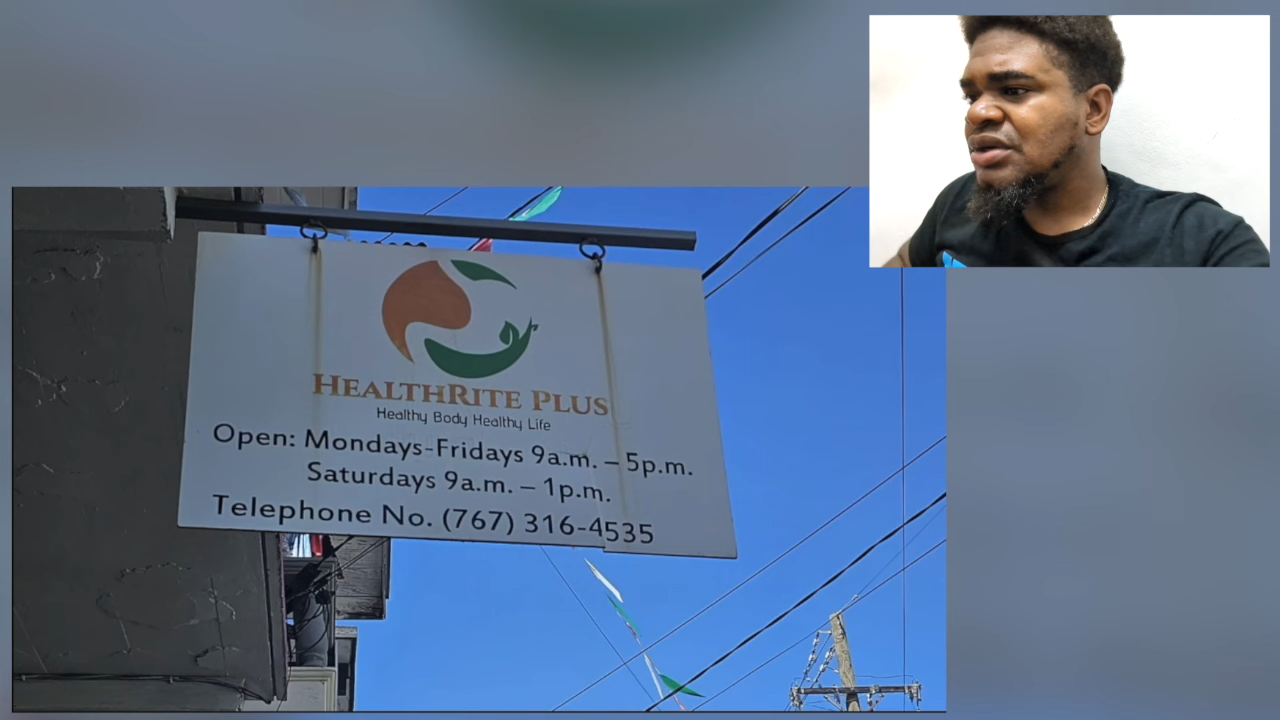 HEALTHRITE PLUS
Healthy Body Healthy Life
Open: Mondays-Fridays 9a.m. – 5p.m.
Saturdays 9a.m. – 1p.m.
Telephone No. (767) 316-4535